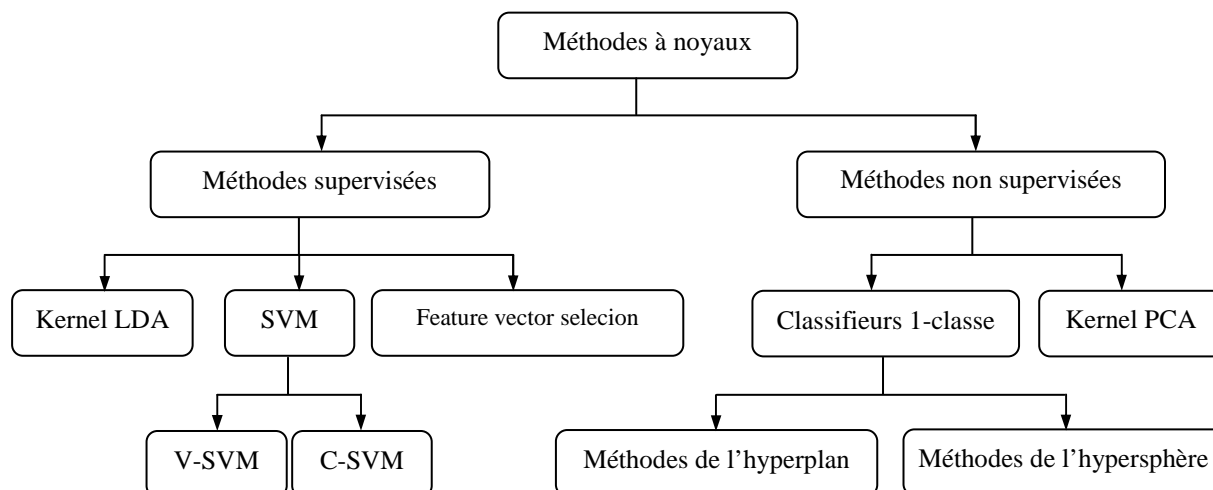 Méthodes à noyaux
Méthodes supervisées
Méthodes non supervisées
Kernel LDA
SVM
Feature vector selecion
Classifieurs 1-classe
Kernel PCA
V-SVM
C-SVM
Méthodes de l’hyperplan
Méthodes de l’hypersphère